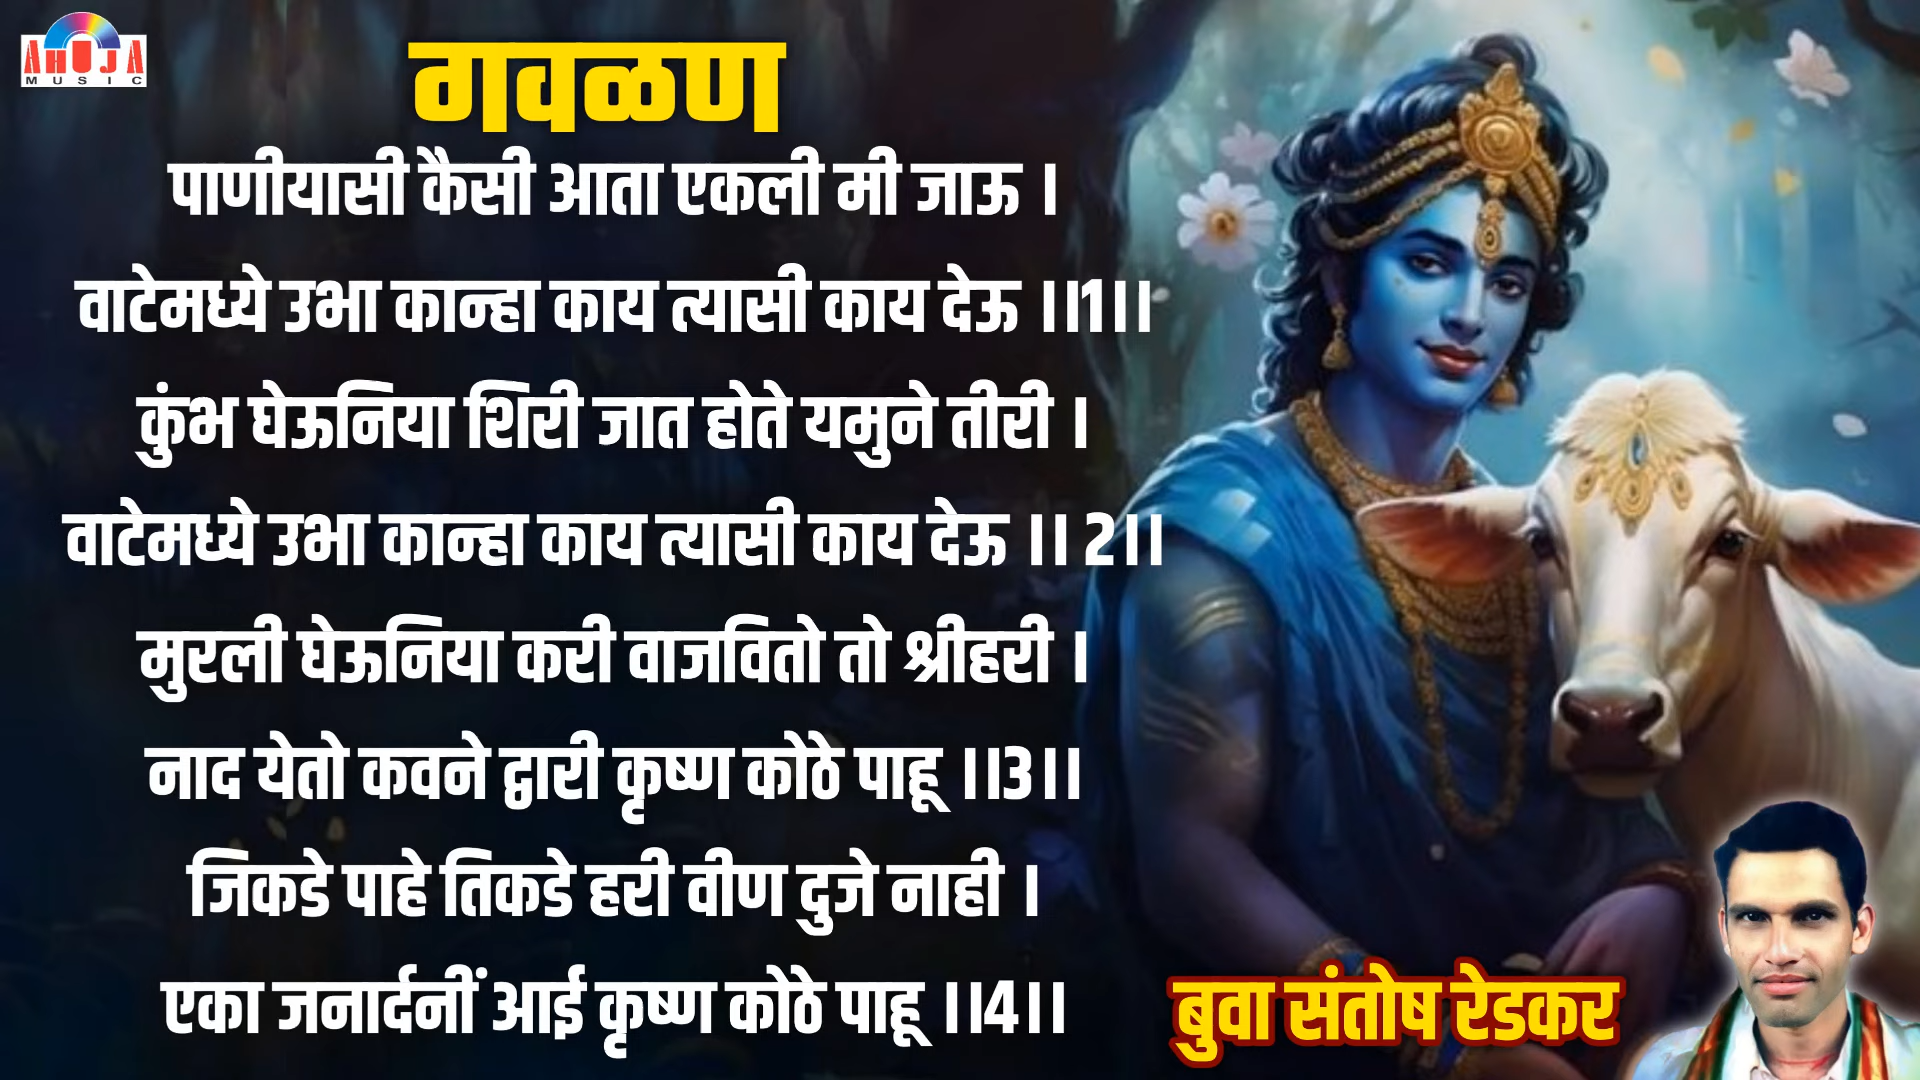 AHUJA
MUSIC
गवळण
पाणीयासी कैसी आता एकली मी जाऊ ।
वाटेमध्ये उभा कान्हा काय त्यासी काय देऊ ।।1।।
कुंभ घेऊनिया शिरी जात होते यमुने तीरी ।
वाटेमध्ये उभा कान्हा काय त्यासी काय देऊ ।। 2।।
मुरली घेऊनिया करी वाजवितो तो श्रीहरी ।
नाद येतो कवने द्वारी कृष्ण कोठे पाहू ।।3।।
जिकडे पाहे तिकडे हरी वीण दुजे नाही ।
एका जनार्दनीं आई कृष्ण कोठे पाहू ।।4।।
बुवा संतोष रेडकर